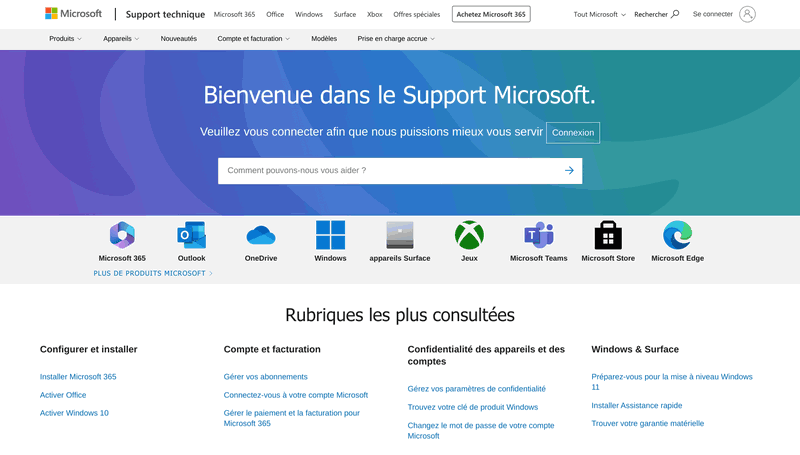 Microsoft
Support technique
Microsoft 365
Office
Windows
Surface
Xbox
Offres spéciales
Achetez Microsoft 365
Tout Microsoft
Rechercher
Se connecter
Produits
Appareils
Nouveautés
Compte et facturation
Modèles
Prise en charge accrue
Bienvenue dans le Support Microsoft.
Veuillez vous connecter afin que nous puissions mieux vous servir
Connexion
Comment pouvons-nous vous aider ?
Microsoft 365
Outlook
OneDrive
Windows
appareils Surface
Jeux
Microsoft Teams
Microsoft Store
Microsoft Edge
PLUS DE PRODUITS MICROSOFT
Rubriques les plus consultées
Configurer et installer
Installer Microsoft 365
Activer Office
Activer Windows 10
Compte et facturation
Gérer vos abonnements
Connectez-vous à votre compte Microsoft
Gérer le paiement et la facturation pour
Microsoft 365
Confidentialité des appareils et des
comptes
Gérez vos paramètres de confidentialité
Trouvez votre clé de produit Windows
Changez le mot de passe de votre compte
Microsoft
Windows & Surface
Préparez-vous pour la mise à niveau Windows
11
Installer Assistance rapide
Trouver votre garantie matérielle